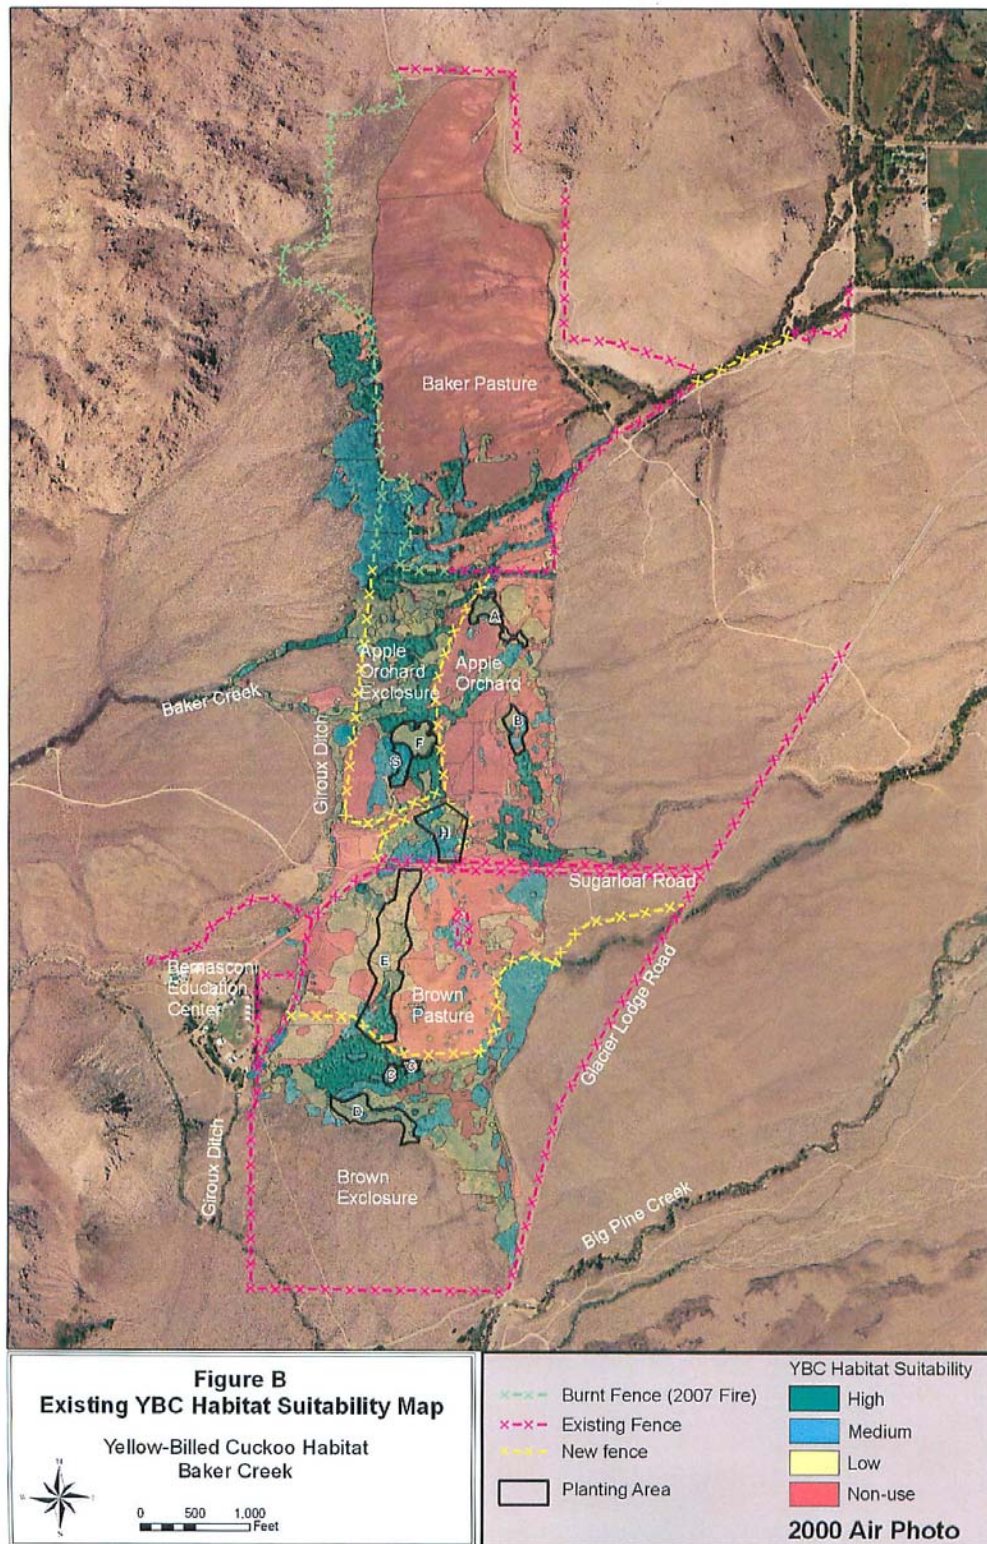 Baker Pasture
A
Apple
Orchard
Exclosure
Apple
Orchard
Baker Creek
B
F
S
Giroux Ditch
H
Sugarloaf Road
E
Bernasconi
Education
Center
Brown
Pasture
Glacier Lodge Road
C
D
Giroux Ditch
Brown
Exclosure
Big Pine Creek
Figure B
Existing YBC Habitat Suitability Map
Yellow-Billed Cuckoo Habitat
Baker Creek
N
W
S
0 500 1,000
Feet
Burnt Fence (2007 Fire)
Existing Fence
New fence
Planting Area
YBC Habitat Suitability
High
Medium
Low
Non-use
2000 Air Photo